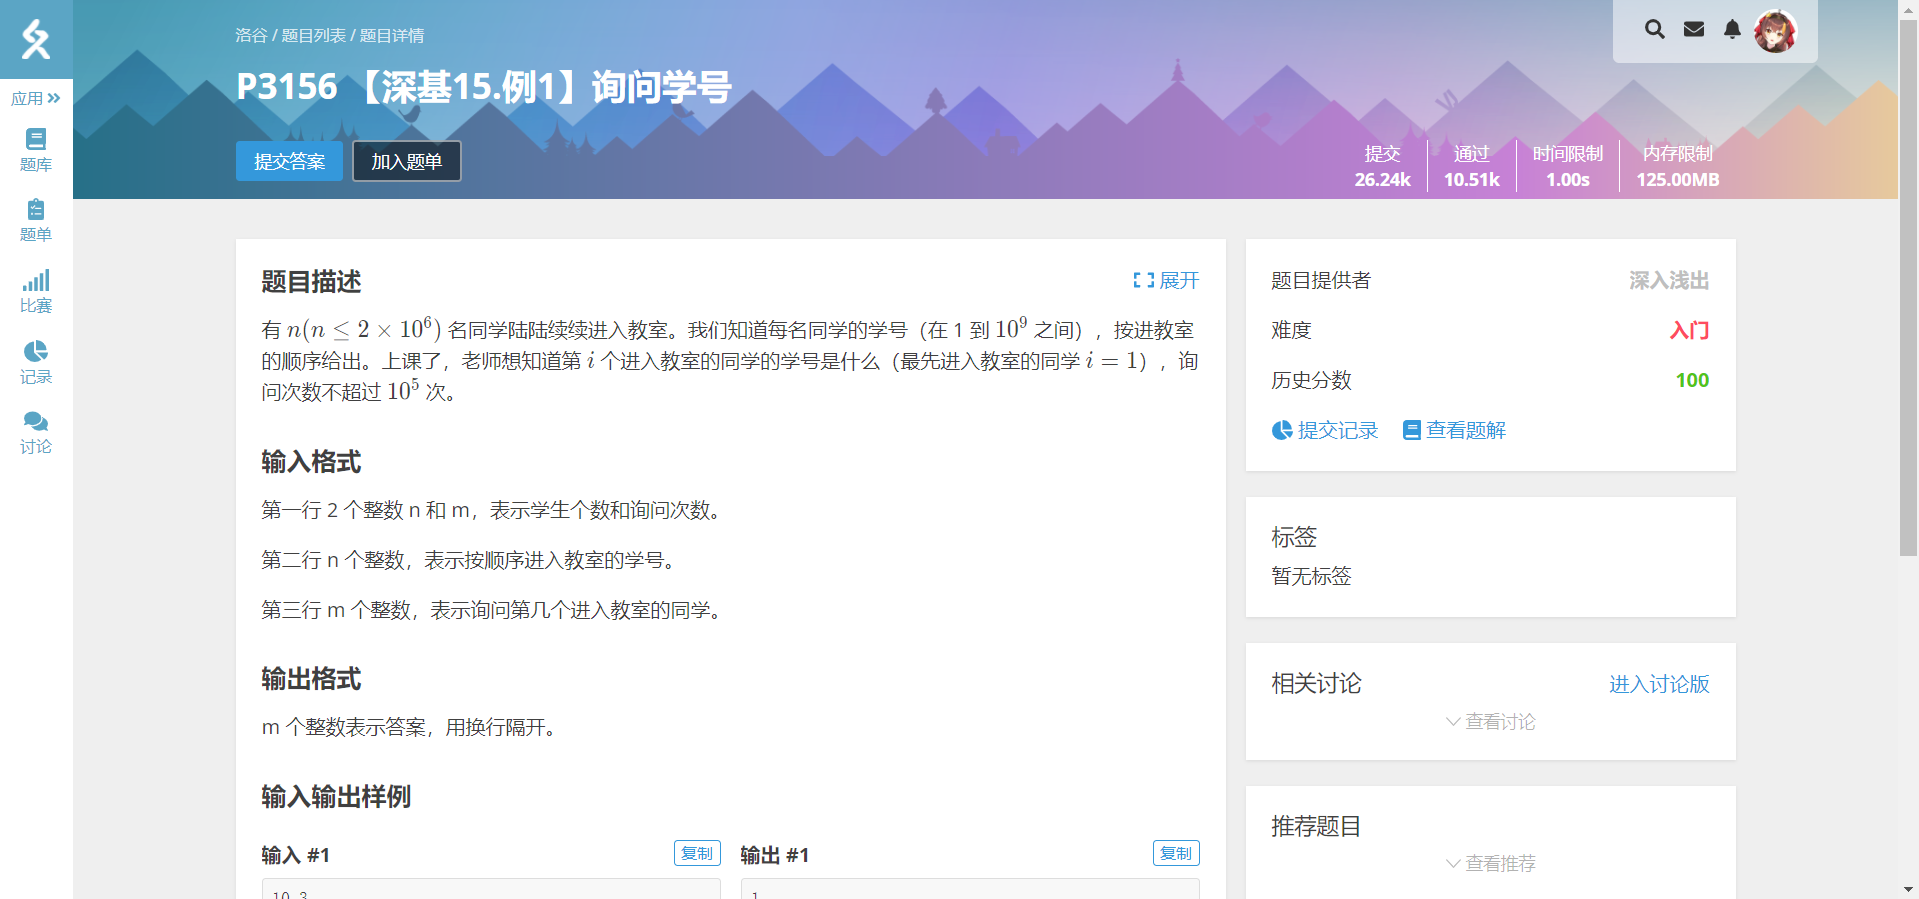 洛谷 / 题目列表 / 题目详情
P3156 【深基15.例1】询问学号
应用
题库
题单
比赛
记录
讨论
提交答案
加入题单
提交
26.24k
通过
10.51k
时间限制
1.00s
内存限制
125.00MB
题目描述
展开
有 n(n ≤ 2 × 10⁶) 名同学陆陆续续进入教室。我们知道每名同学的学号（在 1 到 10⁹ 之间），按进教室
的顺序给出。上课了，老师想知道第 i 个进入教室的同学的学号是什么（最先进入教室的同学 i = 1），询
问次数不超过 10⁵ 次。
输入格式
第一行 2 个整数 n 和 m，表示学生个数和询问次数。
第二行 n 个整数，表示按顺序进入教室的学号。
第三行 m 个整数，表示询问第几个进入教室的同学。
输出格式
m 个整数表示答案，用换行隔开。
输入输出样例
输入 #1
复制
输出 #1
复制
10 3
1
题目提供者
深入浅出
难度
入门
历史分数
100
提交记录
查看题解
标签
暂无标签
相关讨论
进入讨论版
查看讨论
推荐题目
查看推荐